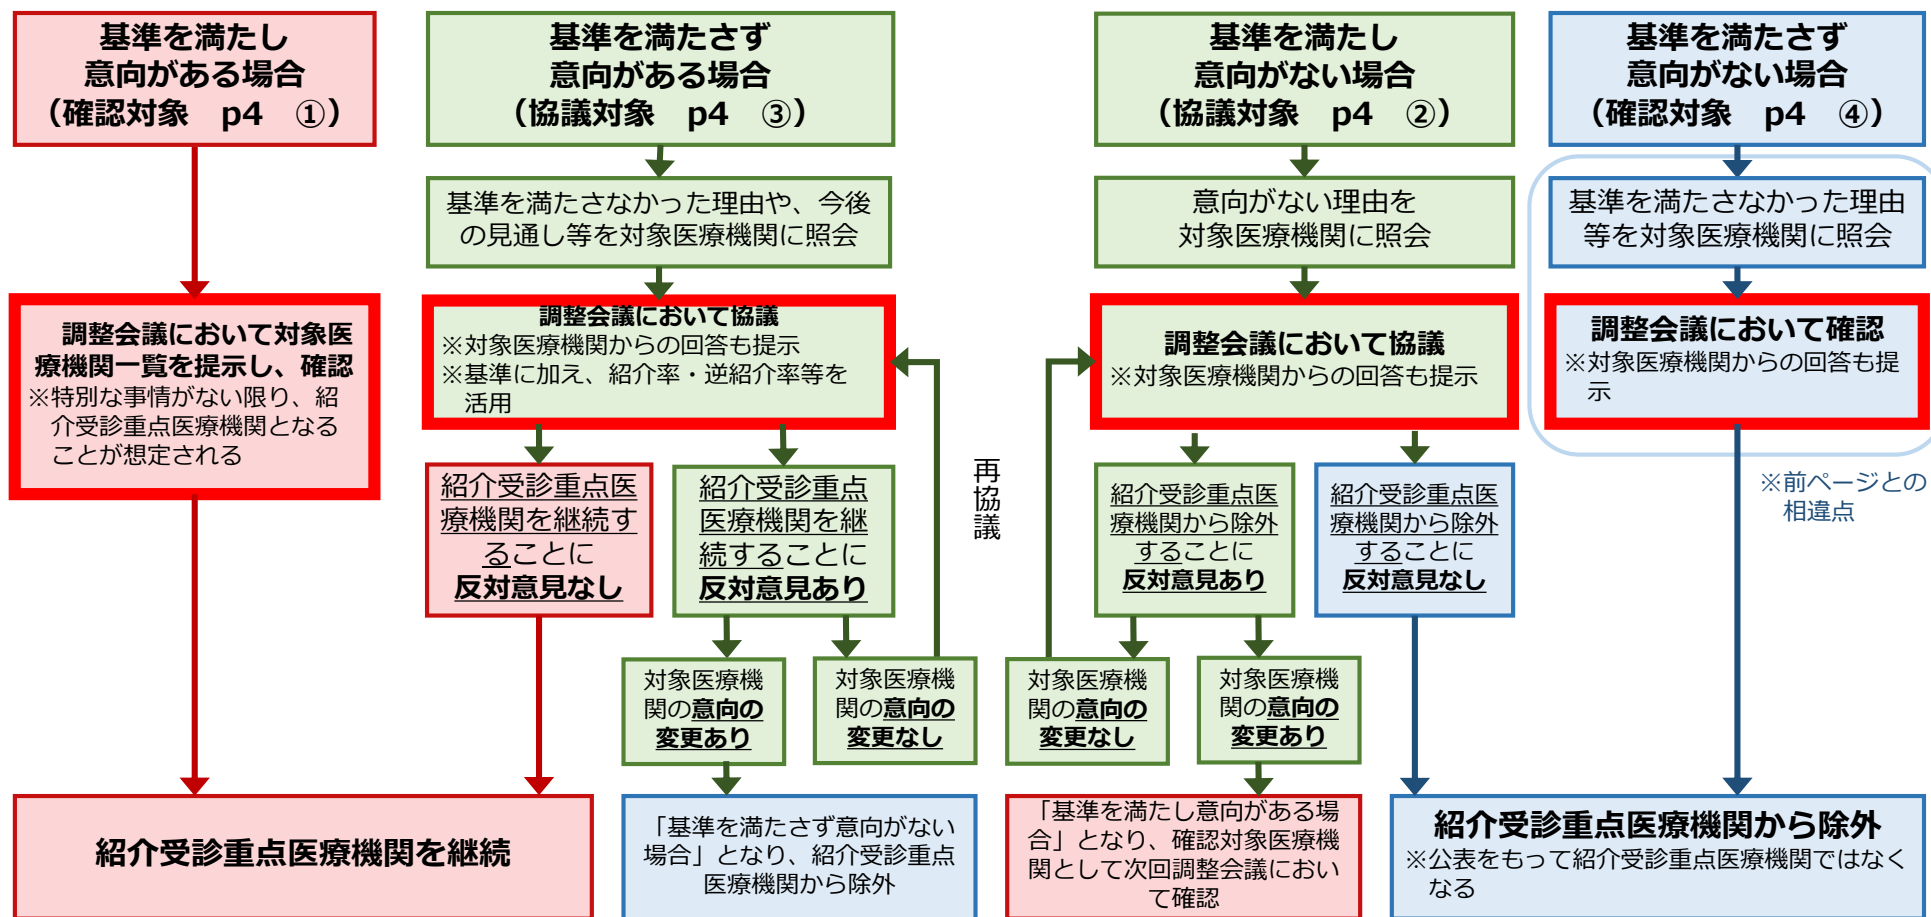 基準を満たし
意向がある場合
（確認対象　p4　①）
基準を満たさず
意向がある場合
（協議対象　p4　③）
基準を満たし
意向がない場合
（協議対象　p4　②）
基準を満たさず
意向がない場合
（確認対象　p4　④）
基準を満たさなかった理由や、今後
の見通し等を対象医療機関に照会
意向がない理由を
対象医療機関に照会
基準を満たさなかった理由
等を対象医療機関に照会
調整会議において対象医
療機関一覧を提示し、確認
※特別な事情がない限り、紹
介受診重点医療機関となる
ことが想定される
調整会議において協議
※対象医療機関からの回答も提示
※基準に加え、紹介率・逆紹介率等を
活用
調整会議において協議
※対象医療機関からの回答も提示
調整会議において確認
※対象医療機関からの回答も提
示
紹介受診重点医
療機関を継続す
ることに
反対意見なし
紹介受診重点
医療機関を継
続することに
反対意見あり
再協議
紹介受診重点医
療機関から除外
することに
反対意見あり
紹介受診重点医
療機関から除外
することに
反対意見なし
※前ページとの
相違点
対象医療機
関の意向の
変更あり
対象医療機
関の意向の
変更なし
対象医療機
関の意向の
変更なし
対象医療機
関の意向の
変更あり
紹介受診重点医療機関を継続
「基準を満たさず意向がない
場合」となり、紹介受診重点
医療機関から除外
「基準を満たし意向がある場
合」となり、確認対象医療機
関として次回調整会議におい
て確認
紹介受診重点医療機関から除外
※公表をもって紹介受診重点医療機関ではなく
なる